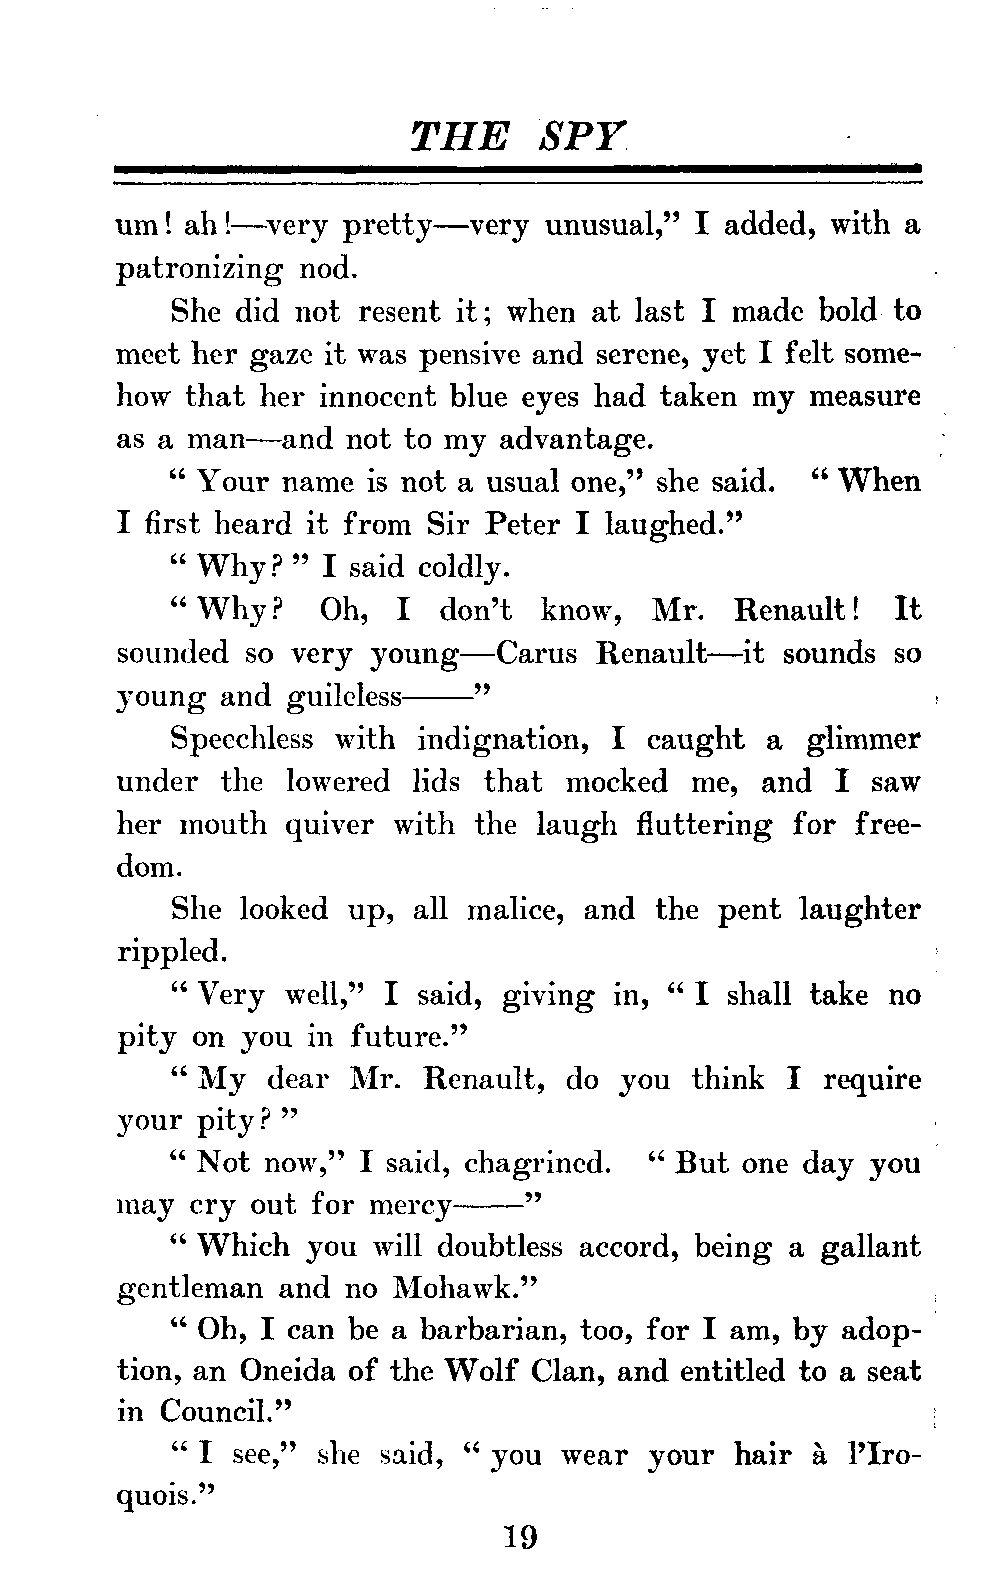 THE SPY
um! ah!—very pretty—very unusual," I added, with a
patronizing nod.
She did not resent it; when at last I made bold to
meet her gaze it was pensive and serene, yet I felt some-
how that her innocent blue eyes had taken my measure
as a man—and not to my advantage.
"Your name is not a usual one," she said. "When
I first heard it from Sir Peter I laughed."
"Why?" I said coldly.
"Why? Oh, I don't know, Mr. Renault! It
sounded so very young—Carus Renault—it sounds so
young and guileless——"
Speechless with indignation, I caught a glimmer
under the lowered lids that mocked me, and I saw
her mouth quiver with the laugh fluttering for free-
dom.
She looked up, all malice, and the pent laughter
rippled.
"Very well," I said, giving in, "I shall take no
pity on you in future."
"My dear Mr. Renault, do you think I require
your pity?"
"Not now," I said, chagrined. "But one day you
may cry out for mercy——"
"Which you will doubtless accord, being a gallant
gentleman and no Mohawk."
"Oh, I can be a barbarian, too, for I am, by adop-
tion, an Oneida of the Wolf Clan, and entitled to a seat
in Council."
"I see," she said, "you wear your hair à l'Iro-
quois."
19